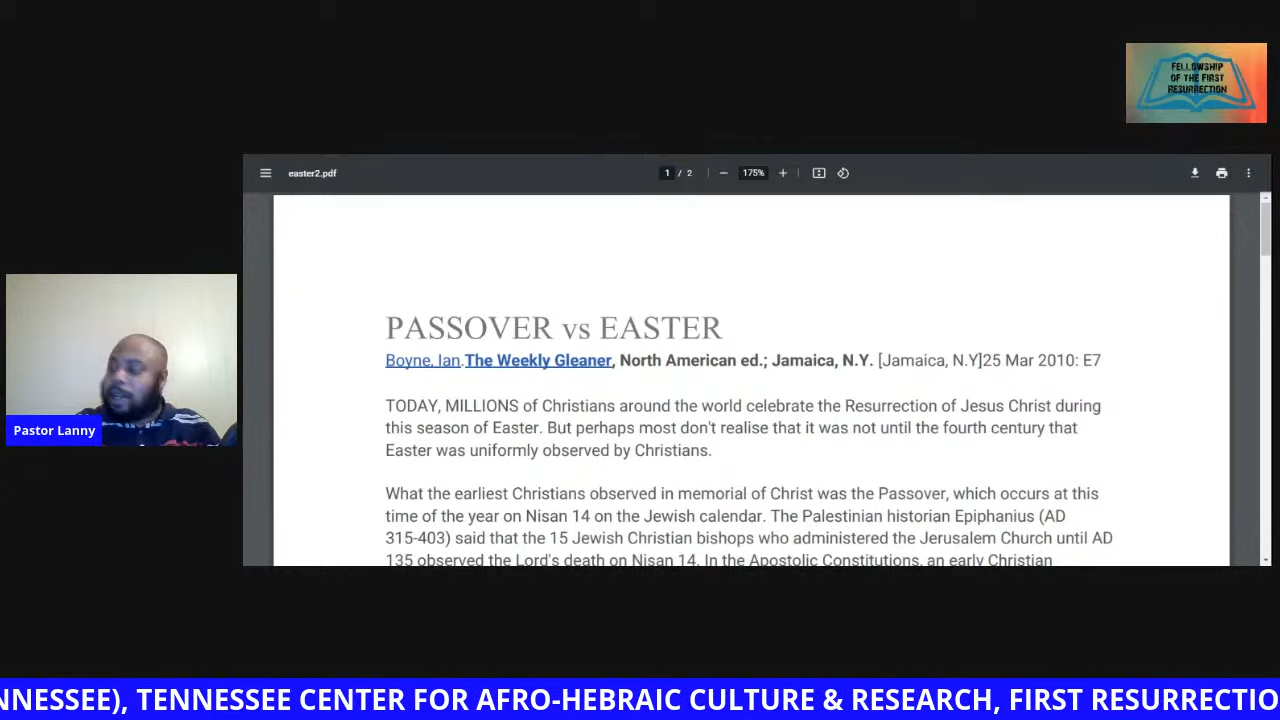 FELLOWSHIP
OF THE FIRST
RESURRECTION
easter2.pdf
1 / 2
175%
PASSOVER vs EASTER
Boyne, Ian.The Weekly Gleaner, North American ed.; Jamaica, N.Y. [Jamaica, N.Y]25 Mar 2010: E7
TODAY, MILLIONS of Christians around the world celebrate the Resurrection of Jesus Christ during
this season of Easter. But perhaps most don't realise that it was not until the fourth century that
Easter was uniformly observed by Christians.
What the earliest Christians observed in memorial of Christ was the Passover, which occurs at this
time of the year on Nisan 14 on the Jewish calendar. The Palestinian historian Epiphanius (AD
315-403) said that the 15 Jewish Christian bishops who administered the Jerusalem Church until AD
135 observed the Lord's death on Nisan 14. In the Apostolic Constitutions, an early Christian
Pastor Lanny
NNESSEE), TENNESSEE CENTER FOR AFRO-HEBRAIC CULTURE & RESEARCH, FIRST RESURRECTIO